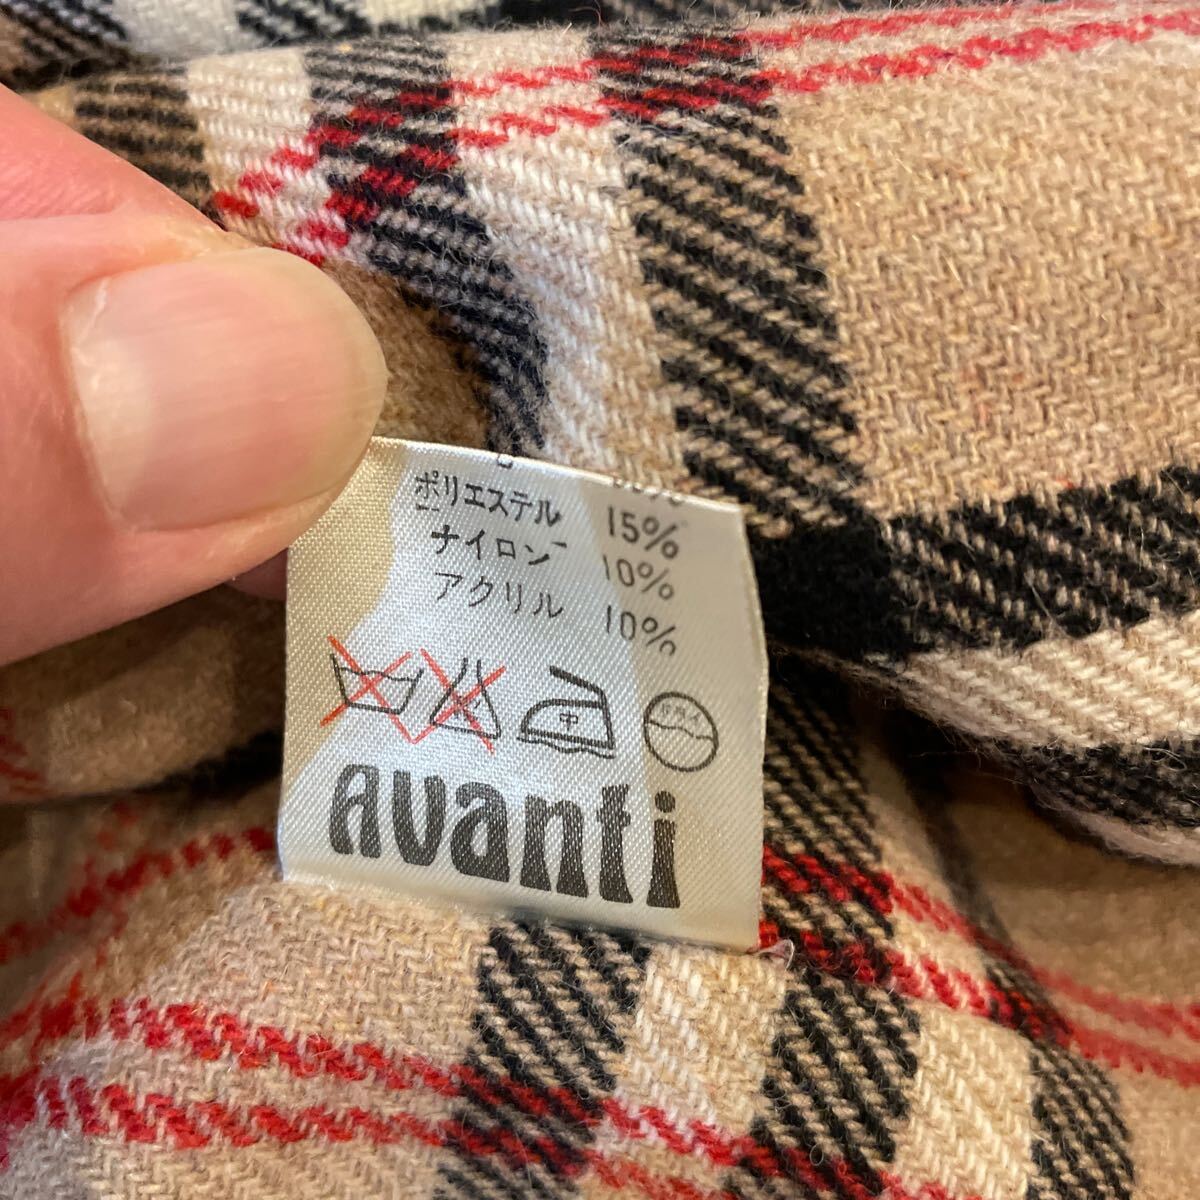 ポリエステル 15%
ナイロン 10%
アクリル 10%
中
Avanti